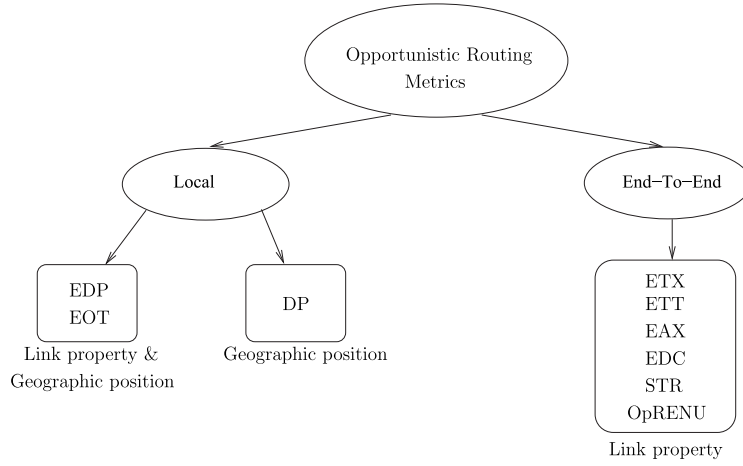 Opportunistic Routing
Metrics
Local
End-To-End
EDP
EOT
Link property &
Geographic position
DP
Geographic position
ETX
ETT
EAX
EDC
STR
OpRENU
Link property